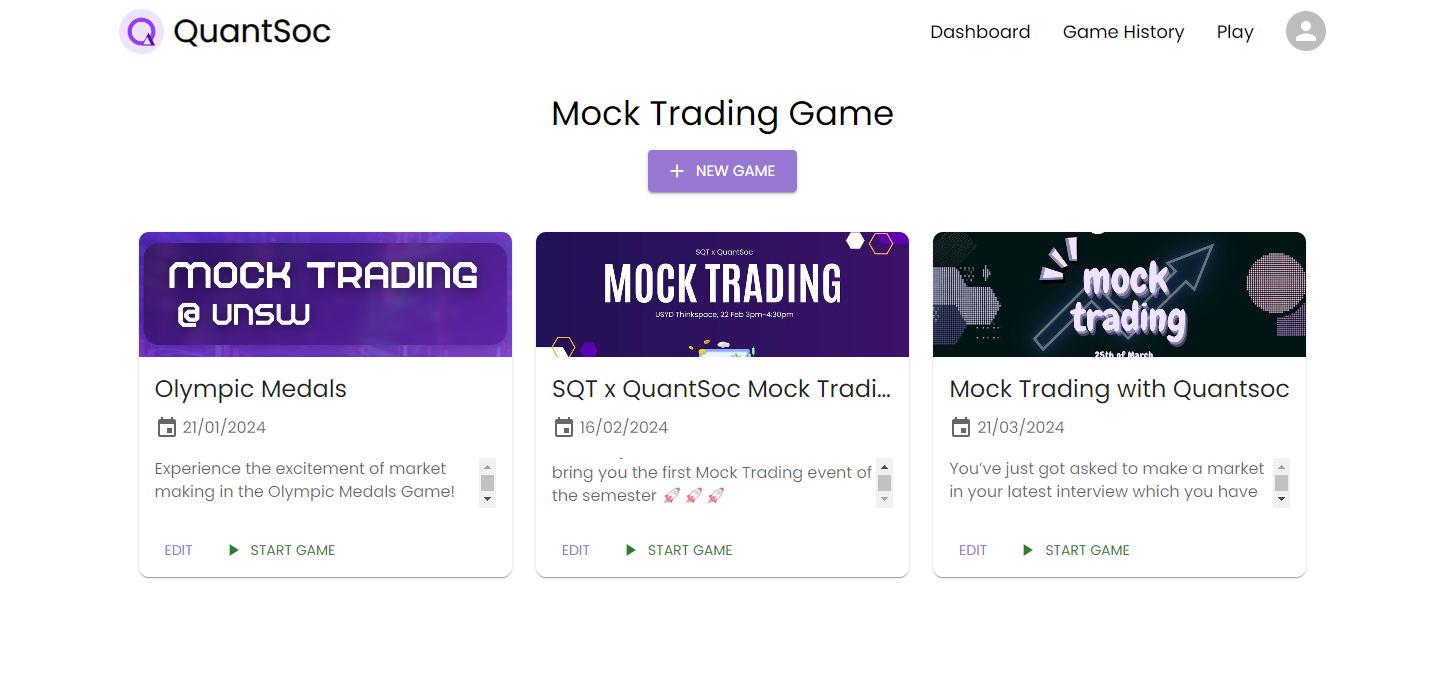 QuantSoc
Dashboard
Game History
Play
Mock Trading Game
NEW GAME
MOCK TRADING
@ UNSW
Olympic Medals
21/01/2024
Experience the excitement of market
making in the Olympic Medals Game!
EDIT
START GAME
SQT x QuantSoc
MOCK TRADING
USYD Thinkspace, 22 Feb 3pm-4:30pm
SQT x QuantSoc Mock Tradi...
16/02/2024
bring you the first Mock Trading event of
the semester 🚀 🚀 🚀
EDIT
START GAME
mock
trading
25th of March
Mock Trading with Quantsoc
21/03/2024
You’ve just got asked to make a market
in your latest interview which you have
EDIT
START GAME